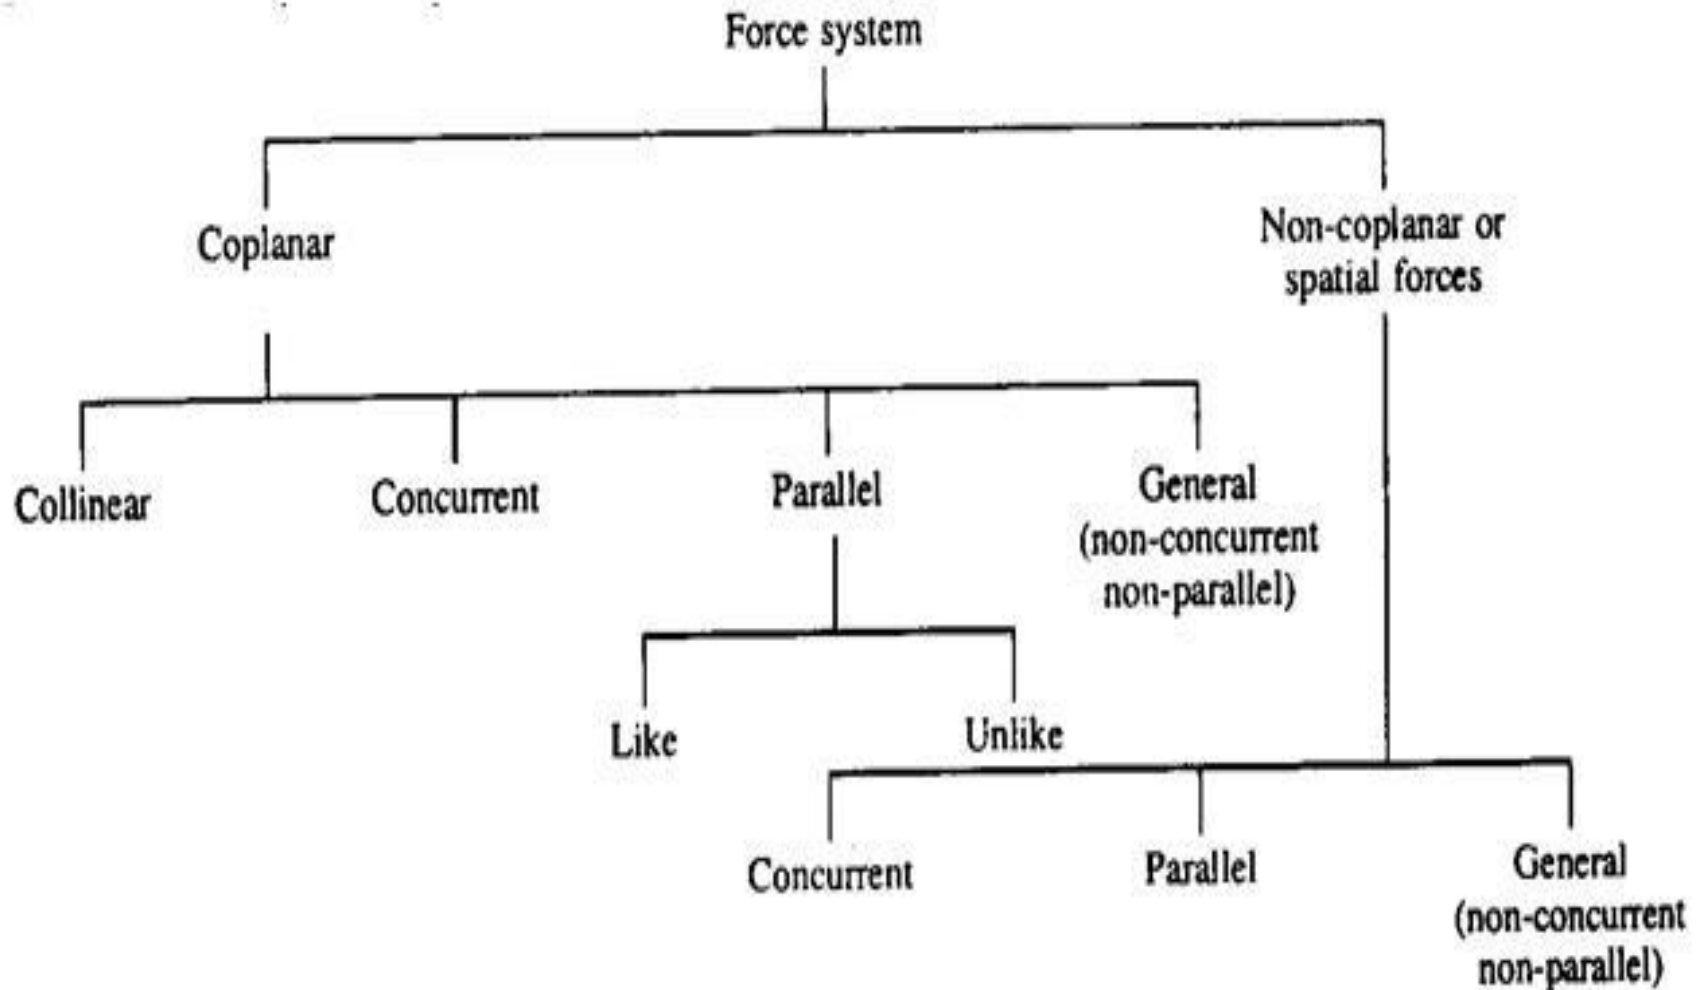 Force system
Coplanar
Non-coplanar or
spatial forces
Collinear
Concurrent
Parallel
General
(non-concurrent
non-parallel)
Like
Unlike
Concurrent
Parallel
General
(non-concurrent
non-parallel)